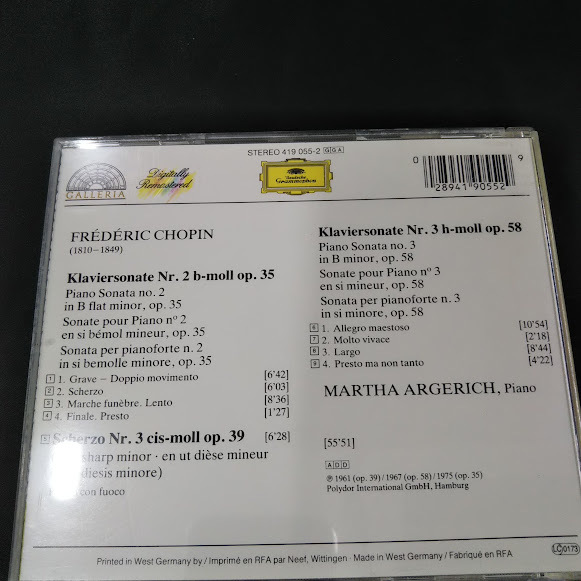 STEREO 419 055-2 GGA
GALLERIA
Digitally
Remastered
Deutsche
Grammophon
0 28941 90552 9
FRÉDÉRIC CHOPIN
(1810–1849)
Klaviersonate Nr. 2 b-moll op. 35
Piano Sonata no. 2
in B flat minor, op. 35
Sonate pour Piano nº 2
en si bémol mineur, op. 35
Sonata per pianoforte n. 2
in si bemolle minore, op. 35
1 1. Grave – Doppio movimento [6'42]
2 2. Scherzo [6'03]
3 3. Marche funèbre. Lento [8'36]
4 4. Finale. Presto [1'27]
5 Scherzo Nr. 3 cis-moll op. 39 [6'28]
sharp minor · en ut dièse mineur
diesis minore)
con fuoco
Klaviersonate Nr. 3 h-moll op. 58
Piano Sonata no. 3
in B minor, op. 58
Sonate pour Piano nº 3
en si mineur, op. 58
Sonata per pianoforte n. 3
in si minore, op. 58
6 1. Allegro maestoso [10'54]
7 2. Molto vivace [2'18]
8 3. Largo [8'44]
9 4. Presto ma non tanto [4'22]
MARTHA ARGERICH, Piano
[55'51]
ADD
℗ 1961 (op. 39) / 1967 (op. 58) / 1975 (op. 35)
Polydor International GmbH, Hamburg
LC 0173
Printed in West Germany by / Imprimé en RFA par Neef, Wittingen · Made in West Germany / Fabriqué en RFA